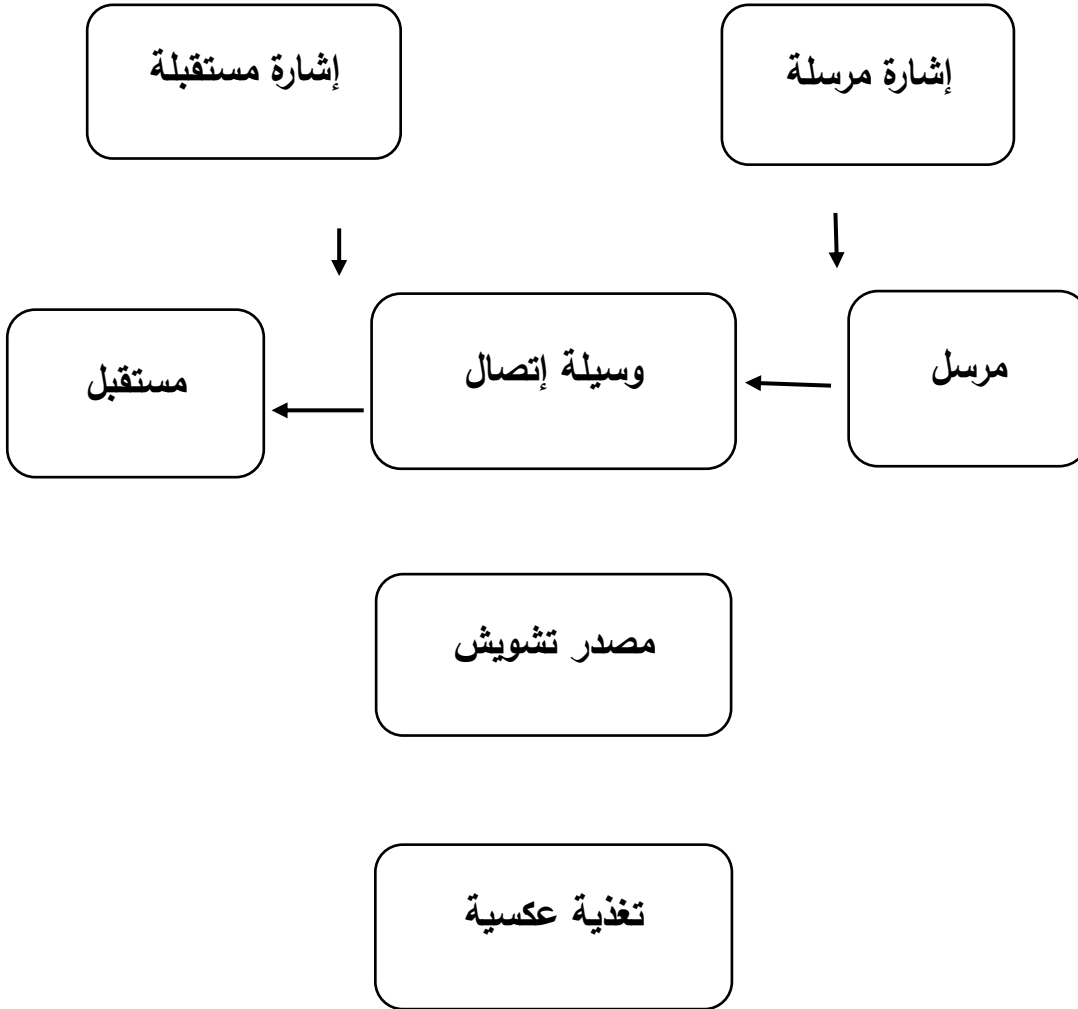 إشارة مرسلة
إشارة مستقبلة
مرسل
وسيلة إتصال
مستقبل
مصدر تشويش
تغذية عكسية